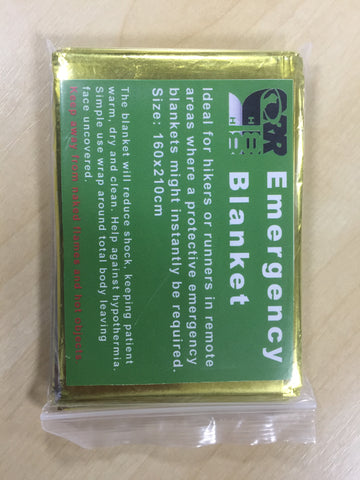 Emergency
Blanket
Ideal for hikers or runners in remote
areas where a protective emergency
blankets might instantly be required.
Size: 160x210cm
The blanket will reduce shock, keeping patient
warm, dry and clean. Help against hypothermia.
Simple use wrap around total body leaving
face uncovered.
Keep away from naked flames and hot objects.